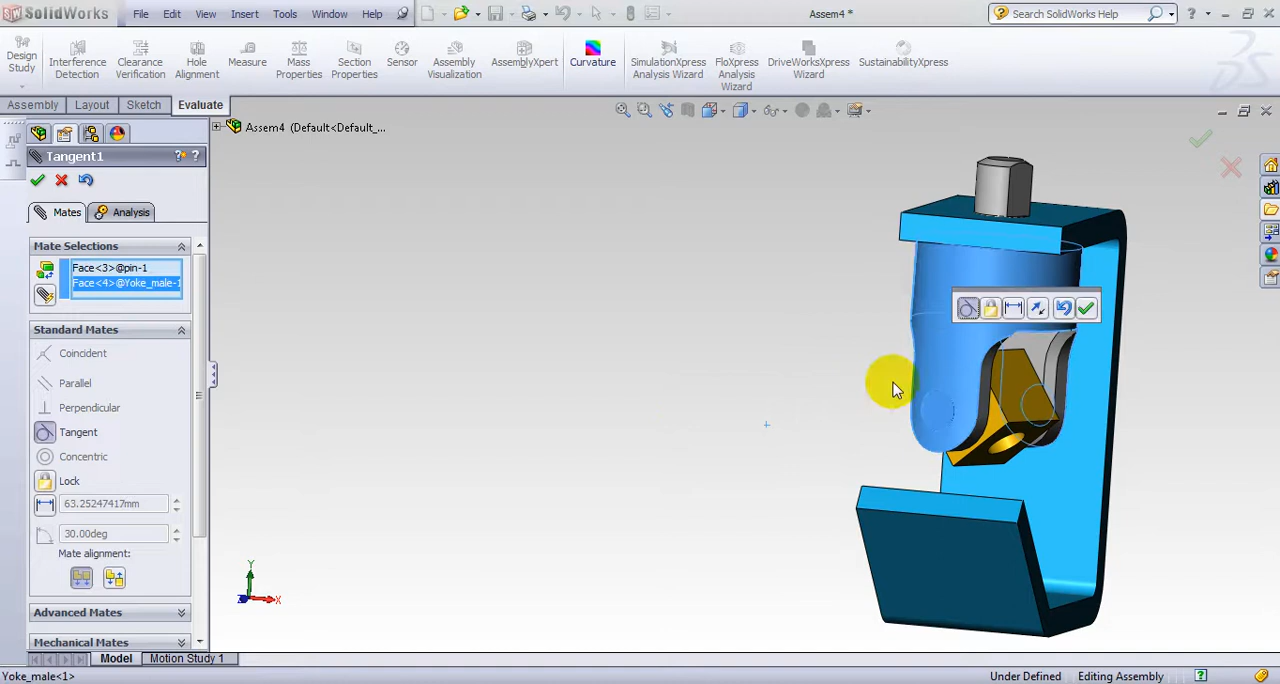 SolidWorks File Edit View Insert Tools Window Help Assem4 * Search SolidWorks Help
Design Study
Interference Detection
Clearance Verification
Hole Alignment
Measure
Mass Properties
Section Properties
Sensor
Assembly Visualization
AssemblyXpert
Curvature
SimulationXpress Analysis Wizard
FloXpress Analysis Wizard
DriveWorksXpress Wizard
SustainabilityXpress
Assembly Layout Sketch Evaluate
Assem4 (Default<Default_...
Tangent1
Mates Analysis
Mate Selections
Face<3>@pin-1
Face<4>@Yoke_male-1
Standard Mates
Coincident
Parallel
Perpendicular
Tangent
Concentric
Lock
63.25247417mm
30.00deg
Mate alignment:
Advanced Mates
Mechanical Mates
Y
X
Z
Model Motion Study 1
Yoke_male<1> Under Defined Editing Assembly